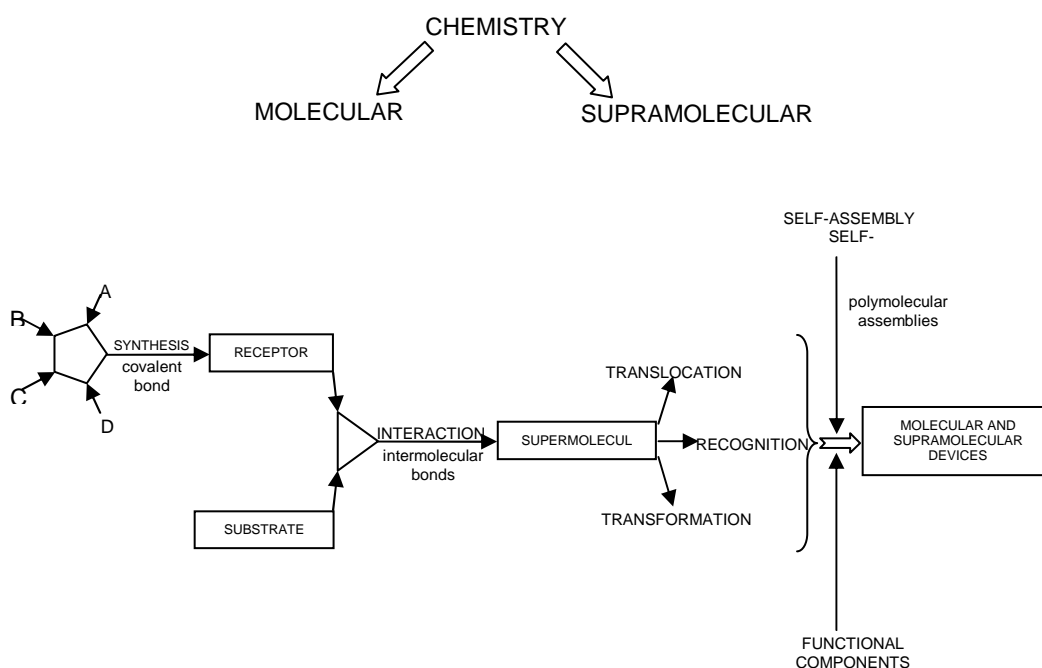 CHEMISTRY
MOLECULAR
SUPRAMOLECULAR
SELF-ASSEMBLY
SELF-
polymolecular
assemblies
A
B
C
D
SYNTHESIS
covalent
bond
RECEPTOR
SUBSTRATE
INTERACTION
intermolecular
bonds
SUPERMOLECUL
TRANSLOCATION
RECOGNITION
TRANSFORMATION
MOLECULAR AND
SUPRAMOLECULAR
DEVICES
FUNCTIONAL
COMPONENTS